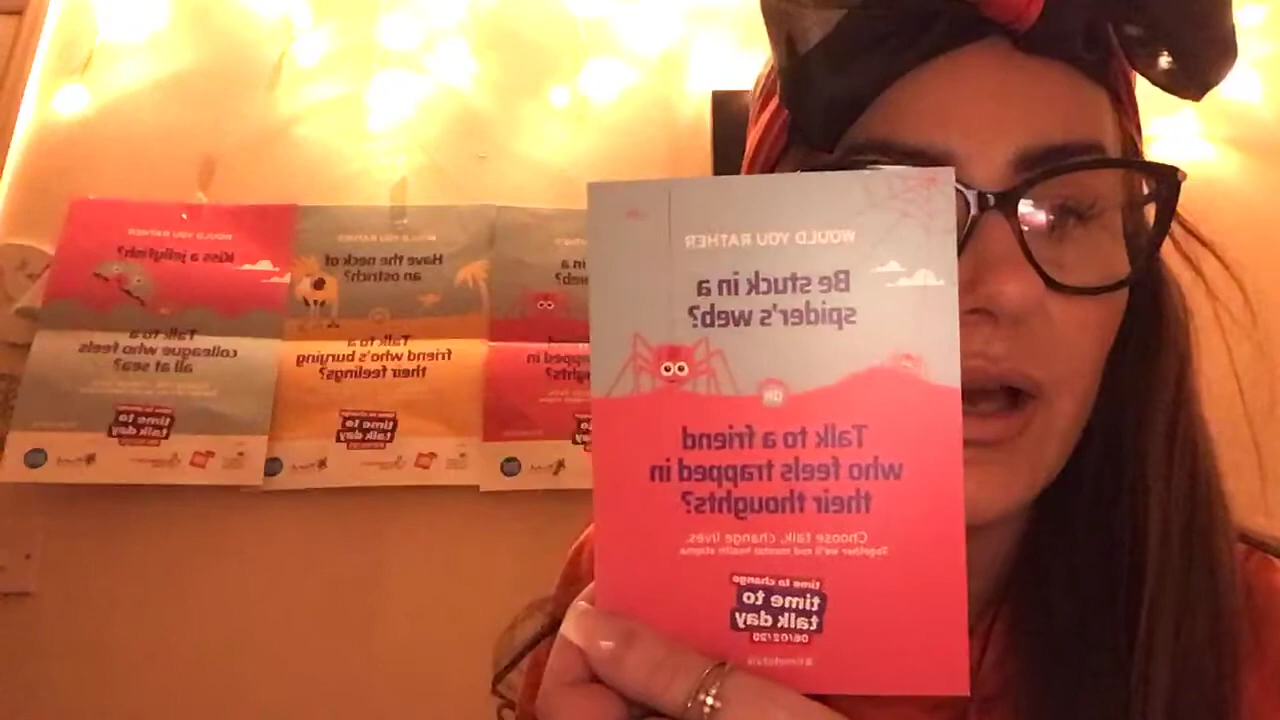 WOULD YOU RATHER
Kiss a jellyfish?
Talk to a
colleague who feels
all at sea?
time to
talk day
WOULD YOU RATHER
Have the neck of
an ostrich?
OR
Talk to a
friend who's burying
their feelings?
time to
talk day
WOULD YOU RATHER
Be stuck in a
spider's web?
OR
Talk to a friend
who feels trapped in
their thoughts?
Choose talk, change lives.
Together we'll end mental health stigma
time to change
time to
talk day
06/02/20